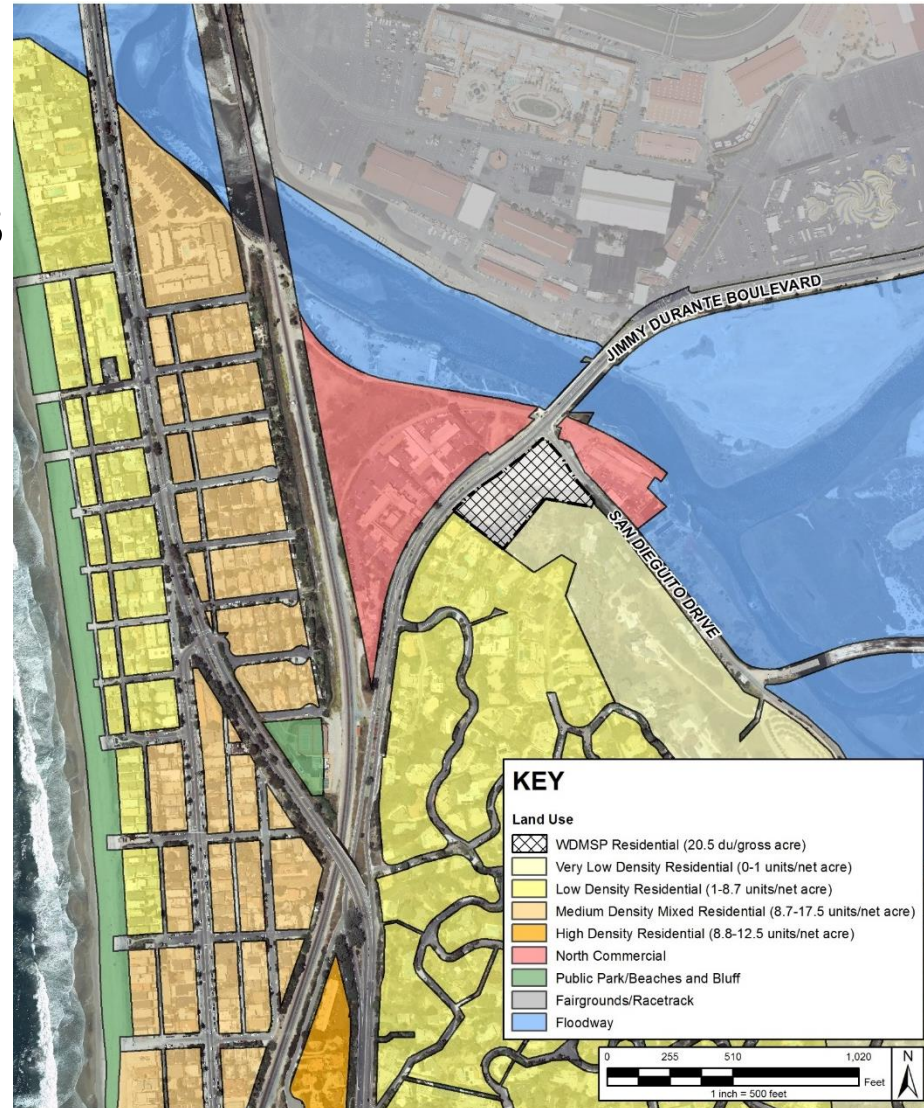 JIMMY DURANTE BOULEVARD
SAN DIEGUITO DRIVE
KEY
Land Use
WDMSP Residential (20.5 du/gross acre)
Very Low Density Residential (0-1 units/net acre)
Low Density Residential (1-8.7 units/net acre)
Medium Density Mixed Residential (8.7-17.5 units/net acre)
High Density Residential (8.8-12.5 units/net acre)
North Commercial
Public Park/Beaches and Bluff
Fairgrounds/Racetrack
Floodway
0 255 510 1,020
Feet
1 inch = 500 feet
N